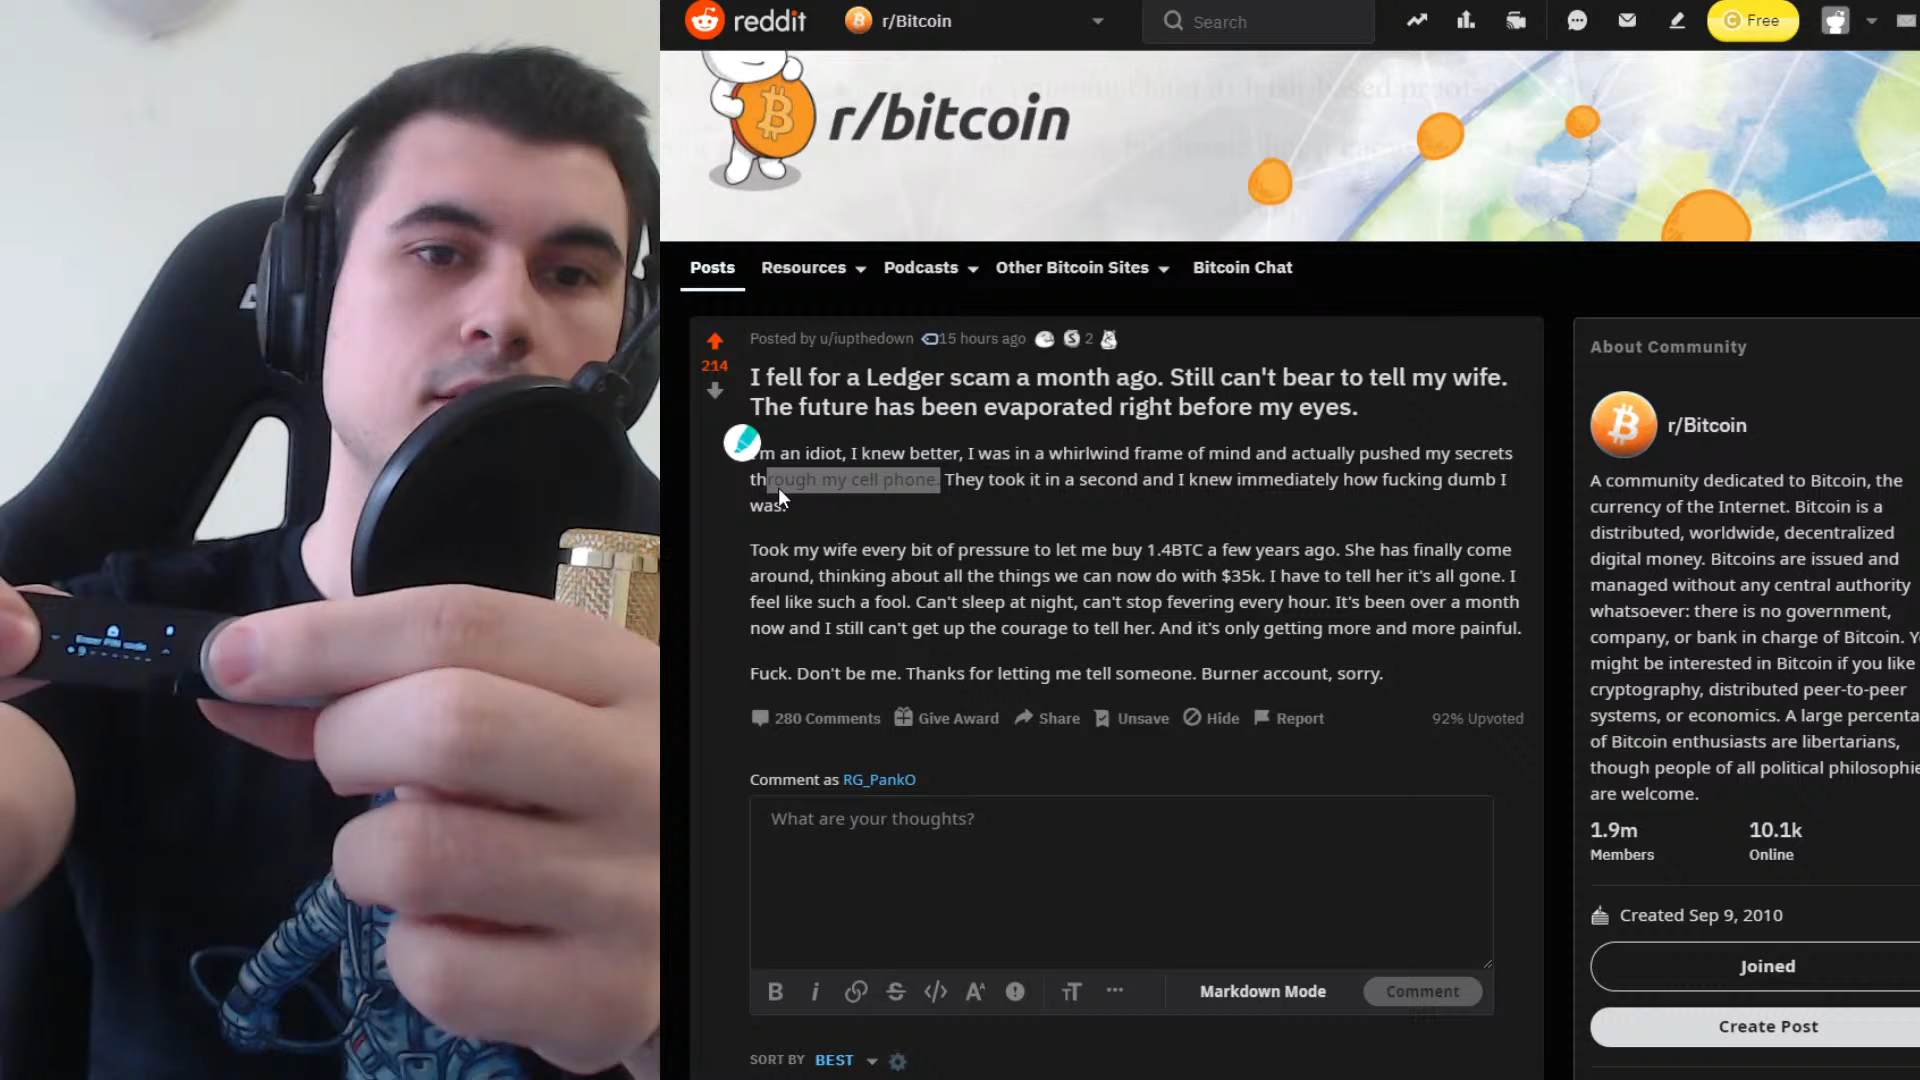 reddit
r/Bitcoin
Search
Free
r/bitcoin
Posts
Resources
Podcasts
Other Bitcoin Sites
Bitcoin Chat
Posted by u/iupthedown 15 hours ago 2
214
I fell for a Ledger scam a month ago. Still can't bear to tell my wife.
The future has been evaporated right before my eyes.
I'm an idiot, I knew better, I was in a whirlwind frame of mind and actually pushed my secrets
through my cell phone. They took it in a second and I knew immediately how fucking dumb I
was.
Took my wife every bit of pressure to let me buy 1.4BTC a few years ago. She has finally come
around, thinking about all the things we can now do with $35k. I have to tell her it's all gone. I
feel like such a fool. Can't sleep at night, can't stop fevering every hour. It's been over a month
now and I still can't get up the courage to tell her. And it's only getting more and more painful.
Fuck. Don't be me. Thanks for letting me tell someone. Burner account, sorry.
280 Comments
Give Award
Share
Unsave
Hide
Report
92% Upvoted
Comment as RG_PankO
What are your thoughts?
Markdown Mode
Comment
SORT BY BEST
About Community
r/Bitcoin
A community dedicated to Bitcoin, the
currency of the Internet. Bitcoin is a
distributed, worldwide, decentralized
digital money. Bitcoins are issued and
managed without any central authority
whatsoever: there is no government,
company, or bank in charge of Bitcoin.
might be interested in Bitcoin if you like
cryptography, distributed peer-to-peer
systems, or economics. A large percenta
of Bitcoin enthusiasts are libertarians,
though people of all political philosophie
are welcome.
1.9m
Members
10.1k
Online
Created Sep 9, 2010
Joined
Create Post
Enter PIN code